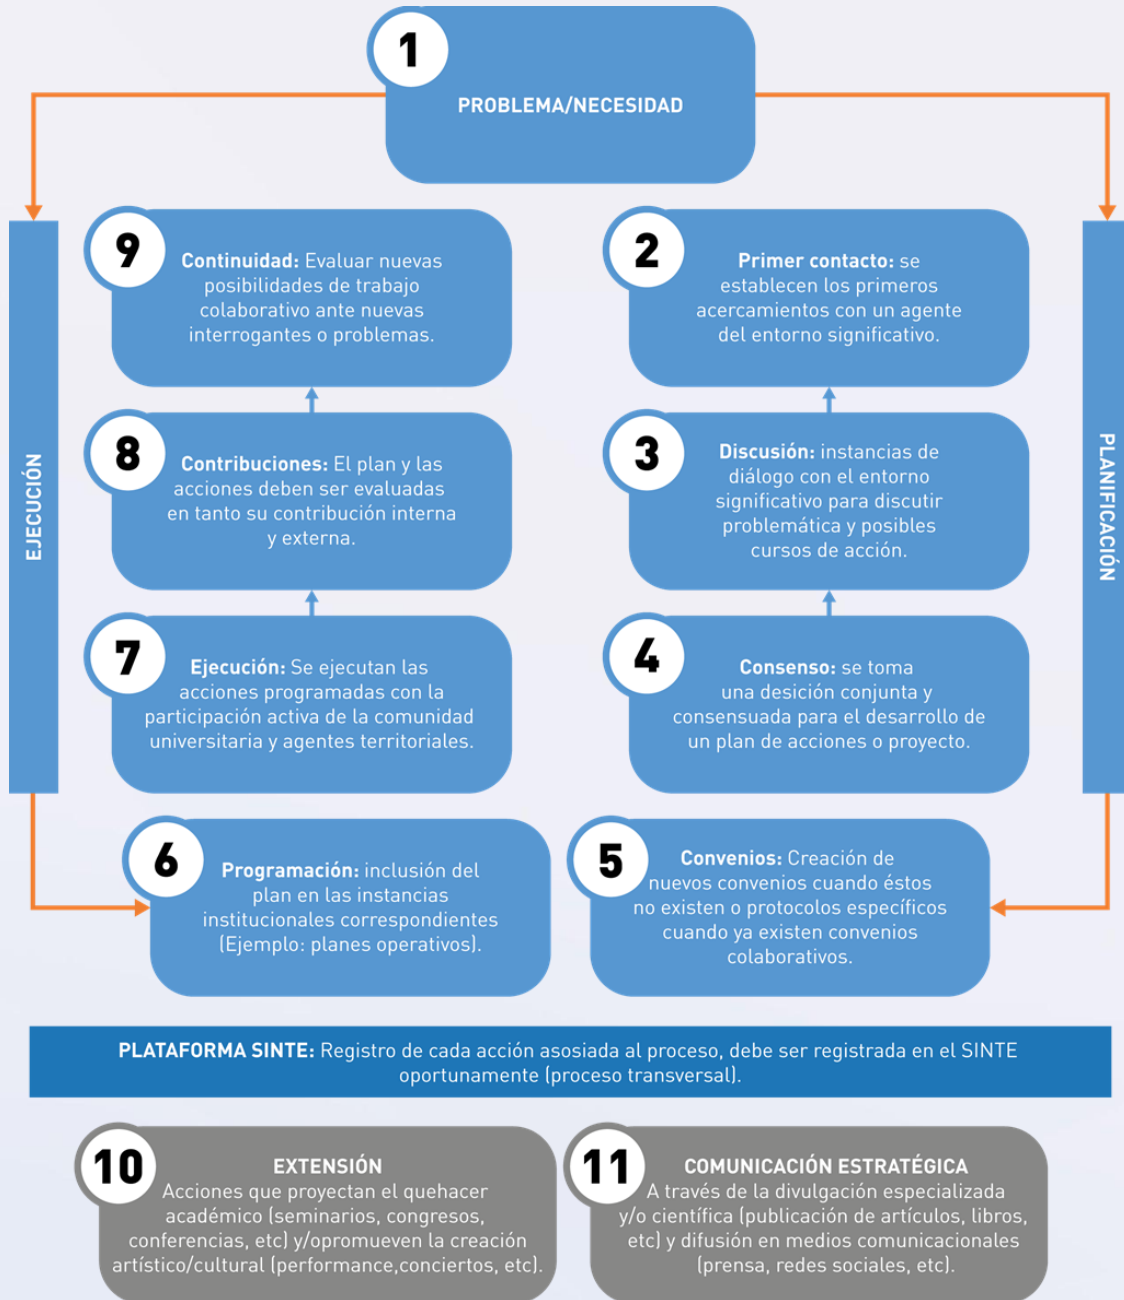 1
PROBLEMA/NECESIDAD
2
Primer contacto: se
establecen los primeros
acercamientos con un agente
del entorno significativo.
3
Discusión: instancias de
diálogo con el entorno
significativo para discutir
problemática y posibles
cursos de acción.
4
Consenso: se toma
una desición conjunta y
consensuada para el desarrollo de
un plan de acciones o proyecto.
5
Convenios: Creación de
nuevos convenios cuando éstos
no existen o protocolos específicos
cuando ya existen convenios
colaborativos.
PLANIFICACIÓN
6
Programación: inclusión del
plan en las instancias
institucionales correspondientes
(Ejemplo: planes operativos).
7
Ejecución: Se ejecutan las
acciones programadas con la
participación activa de la comunidad
universitaria y agentes territoriales.
8
Contribuciones: El plan y las
acciones deben ser evaluadas
en tanto su contribución interna
y externa.
9
Continuidad: Evaluar nuevas
posibilidades de trabajo
colaborativo ante nuevas
interrogantes o problemas.
EJECUCIÓN
PLATAFORMA SINTE: Registro de cada acción asosiada al proceso, debe ser registrada en el SINTE
oportunamente (proceso transversal).
10
EXTENSIÓN
Acciones que proyectan el quehacer
académico (seminarios, congresos,
conferencias, etc) y/opromueven la creación
artístico/cultural (performance,conciertos, etc).
11
COMUNICACIÓN ESTRATÉGICA
A través de la divulgación especializada
y/o científica (publicación de artículos, libros,
etc) y difusión en medios comunicacionales
(prensa, redes sociales, etc).